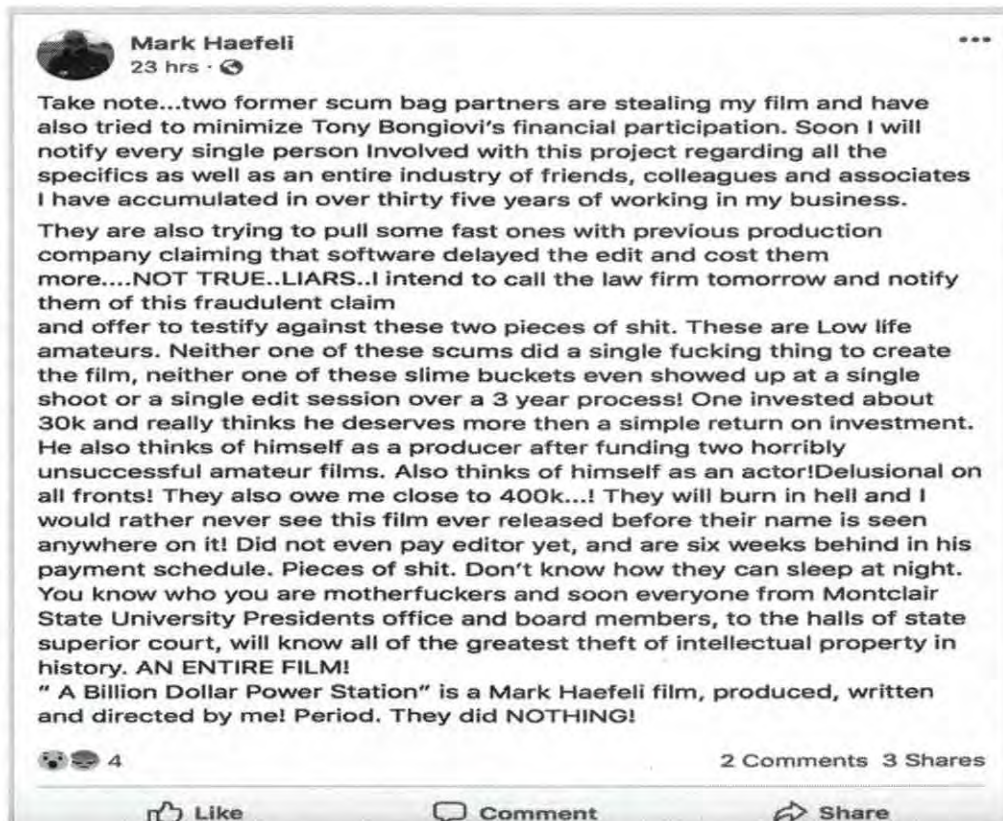 Mark Haefeli
23 hrs ·
Take note...two former scum bag partners are stealing my film and have
also tried to minimize Tony Bongiovi's financial participation. Soon I will
notify every single person Involved with this project regarding all the
specifics as well as an entire industry of friends, colleagues and associates
I have accumulated in over thirty five years of working in my business.
They are also trying to pull some fast ones with previous production
company claiming that software delayed the edit and cost them
more....NOT TRUE..LIARS..I intend to call the law firm tomorrow and notify
them of this fraudulent claim
and offer to testify against these two pieces of shit. These are Low life
amateurs. Neither one of these scums did a single fucking thing to create
the film, neither one of these slime buckets even showed up at a single
shoot or a single edit session over a 3 year process! One invested about
30k and really thinks he deserves more then a simple return on investment.
He also thinks of himself as a producer after funding two horribly
unsuccessful amateur films. Also thinks of himself as an actor!Delusional on
all fronts! They also owe me close to 400k...! They will burn in hell and I
would rather never see this film ever released before their name is seen
anywhere on it! Did not even pay editor yet, and are six weeks behind in his
payment schedule. Pieces of shit. Don't know how they can sleep at night.
You know who you are motherfuckers and soon everyone from Montclair
State University Presidents office and board members, to the halls of state
superior court, will know all of the greatest theft of intellectual property in
history. AN ENTIRE FILM!
" A Billion Dollar Power Station" is a Mark Haefeli film, produced, written
and directed by me! Period. They did NOTHING!
4 2 Comments 3 Shares
Like Comment Share